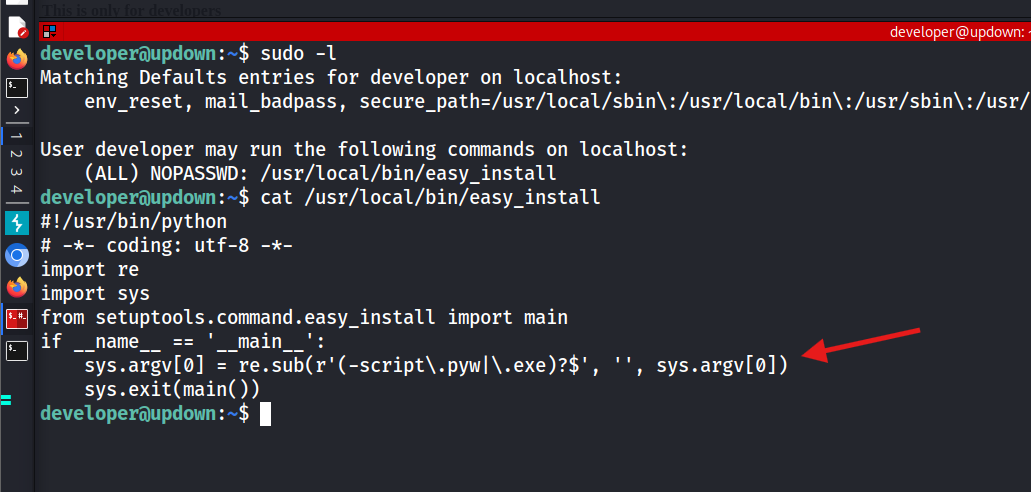 This is only for developers
developer@updown: ~
developer@updown:~$ sudo -l
Matching Defaults entries for developer on localhost:
    env_reset, mail_badpass, secure_path=/usr/local/sbin\:/usr/local/bin\:/usr/sbin\:/usr/

User developer may run the following commands on localhost:
    (ALL) NOPASSWD: /usr/local/bin/easy_install
developer@updown:~$ cat /usr/local/bin/easy_install
#!/usr/bin/python
# -*- coding: utf-8 -*-
import re
import sys
from setuptools.command.easy_install import main
if __name__ == '__main__':
    sys.argv[0] = re.sub(r'(-script\.pyw|\.exe)?$', '', sys.argv[0])
    sys.exit(main())
developer@updown:~$
1
2
3
4